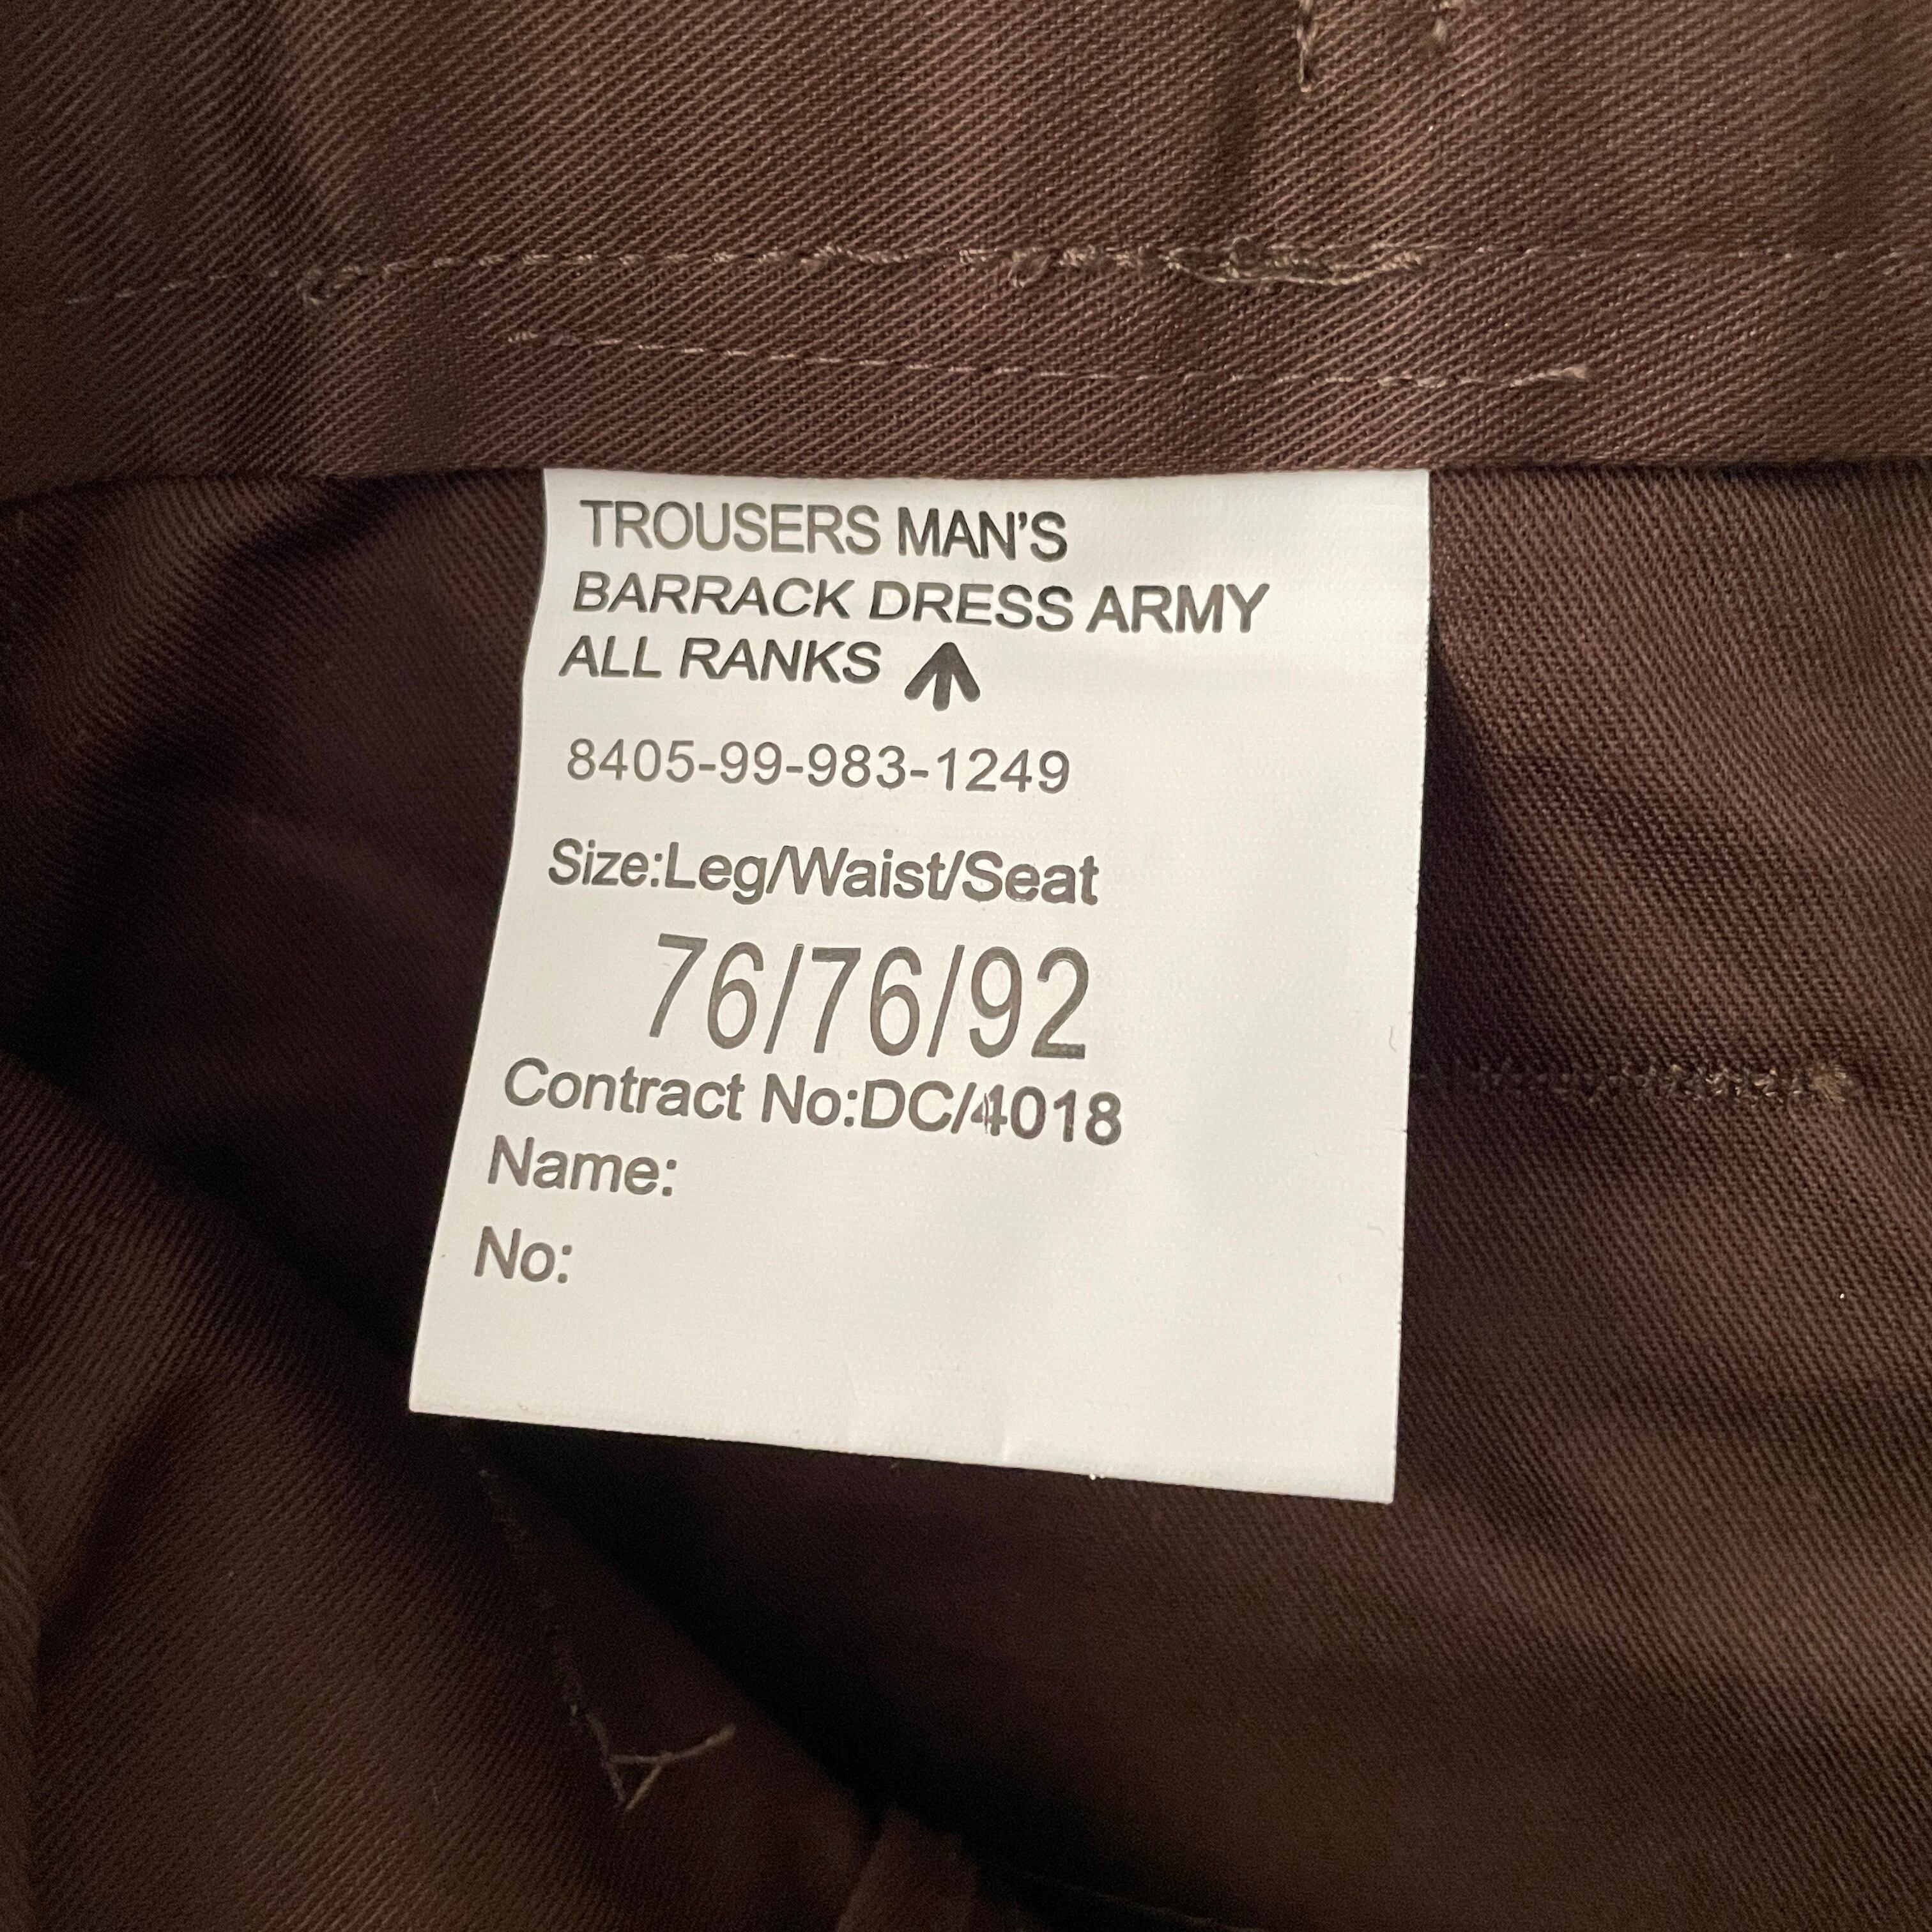 TROUSERS MAN'S
BARRACK DRESS ARMY
ALL RANKS
8405-99-983-1249
Size:Leg/Waist/Seat
76/76/92
Contract No:DC/4018
Name:
No: